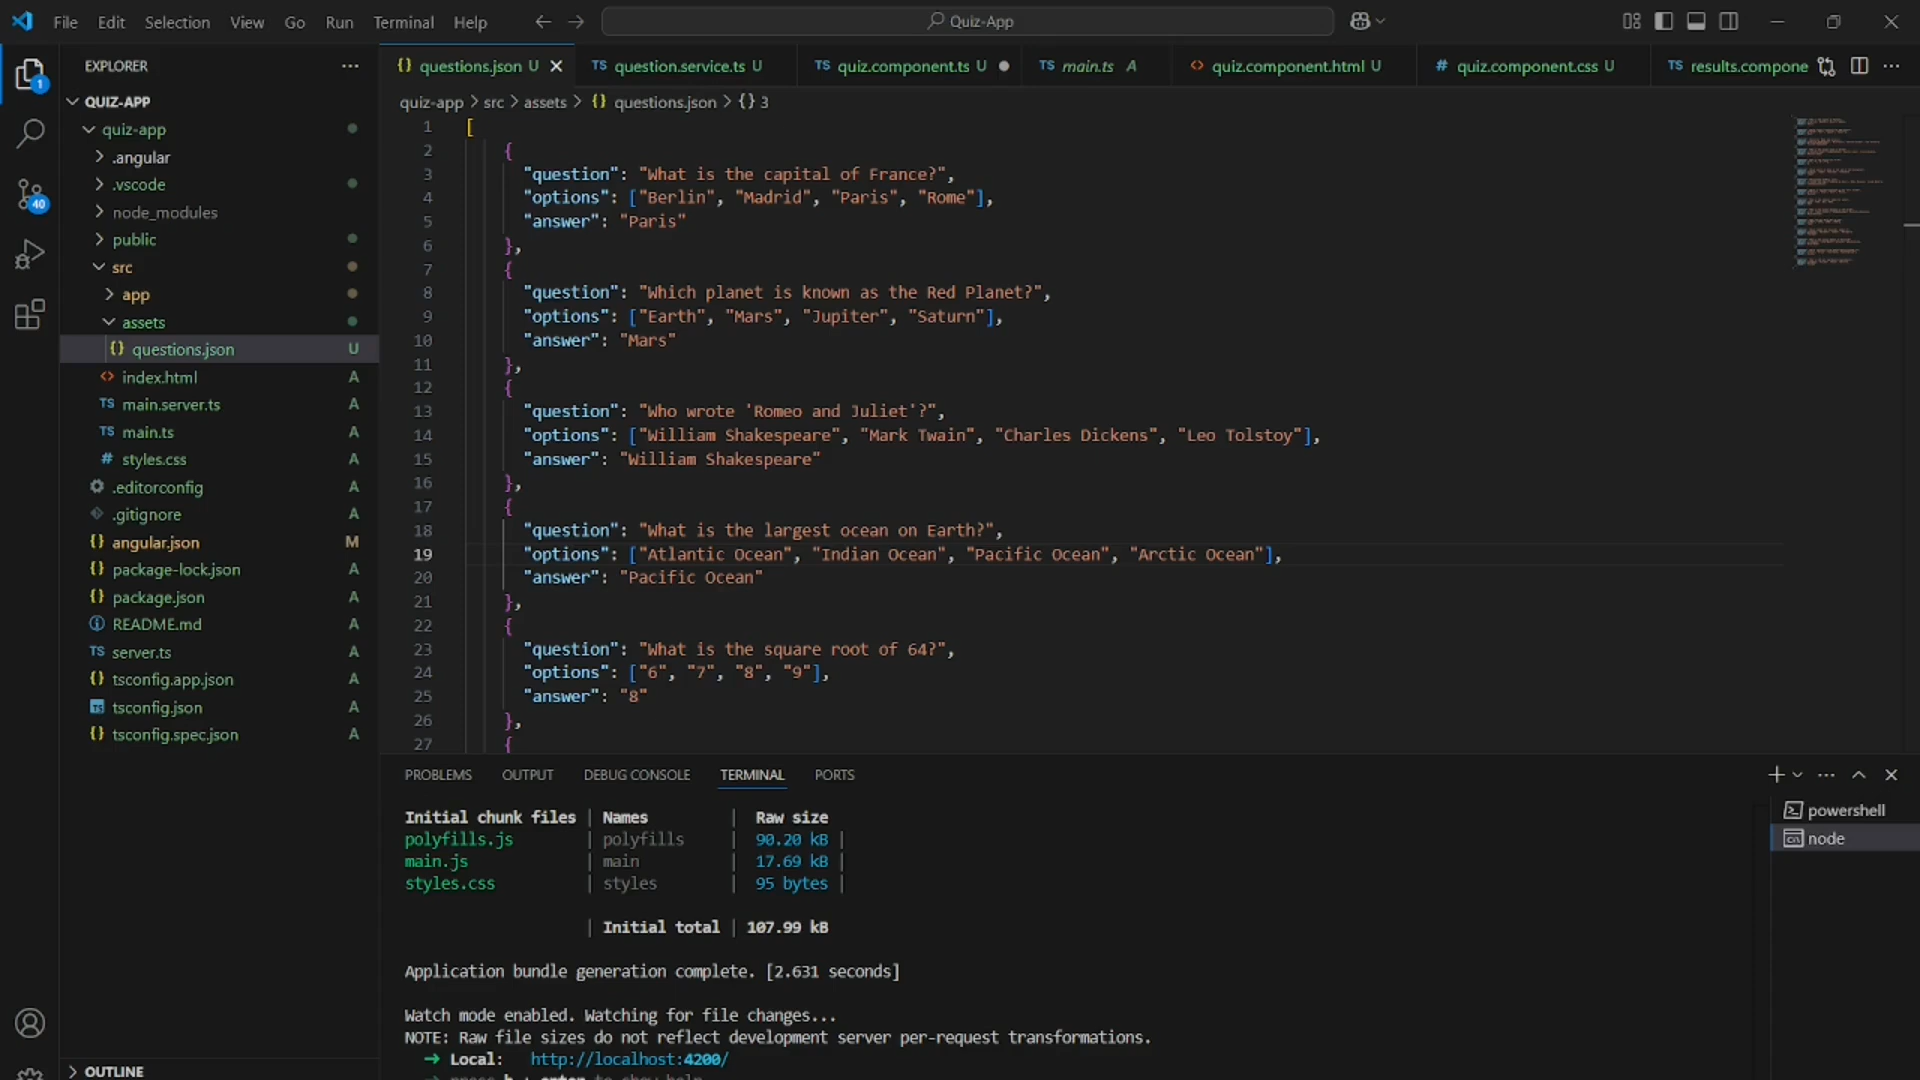 File Edit Selection View Go Run Terminal Help
Quiz-App
EXPLORER
QUIZ-APP
quiz-app
.angular
.vscode
node_modules
public
src
app
assets
questions.json U
index.html A
main.server.ts A
main.ts A
styles.css A
.editorconfig A
.gitignore A
angular.json M
package-lock.json A
package.json A
README.md A
server.ts A
tsconfig.app.json A
tsconfig.json A
tsconfig.spec.json A
OUTLINE
1
40
{} questions.json U
TS question.service.ts U
TS quiz.component.ts U
TS main.ts A
<> quiz.component.html U
# quiz.component.css U
TS results.compone
quiz-app > src > assets > {} questions.json > {} 3
1 [
2 {
3 "question": "What is the capital of France?",
4 "options": ["Berlin", "Madrid", "Paris", "Rome"],
5 "answer": "Paris"
6 },
7 {
8 "question": "Which planet is known as the Red Planet?",
9 "options": ["Earth", "Mars", "Jupiter", "Saturn"],
10 "answer": "Mars"
11 },
12 {
13 "question": "Who wrote 'Romeo and Juliet'?",
14 "options": ["William Shakespeare", "Mark Twain", "Charles Dickens", "Leo Tolstoy"],
15 "answer": "William Shakespeare"
16 },
17 {
18 "question": "What is the largest ocean on Earth?",
19 "options": ["Atlantic Ocean", "Indian Ocean", "Pacific Ocean", "Arctic Ocean"],
20 "answer": "Pacific Ocean"
21 },
22 {
23 "question": "What is the square root of 64?",
24 "options": ["6", "7", "8", "9"],
25 "answer": "8"
26 },
27 {
PROBLEMS OUTPUT DEBUG CONSOLE TERMINAL PORTS
Initial chunk files | Names | Raw size
polyfills.js | polyfills | 90.20 kB |
main.js | main | 17.69 kB |
styles.css | styles | 95 bytes |
| Initial total | 107.99 kB
Application bundle generation complete. [2.631 seconds]
Watch mode enabled. Watching for file changes...
NOTE: Raw file sizes do not reflect development server per-request transformations.
➜ Local: http://localhost:4200/
powershell
node